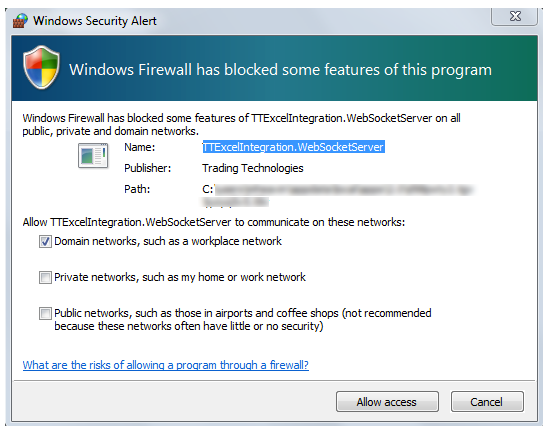 Windows Security Alert
Windows Firewall has blocked some features of this program
Windows Firewall has blocked some features of TTExcelIntegration.WebSocketServer on all
public, private and domain networks.
Name: TTExcelIntegration.WebSocketServer
Publisher: Trading Technologies
Path: C:
Allow TTExcelIntegration.WebSocketServer to communicate on these networks:
Domain networks, such as a workplace network
Private networks, such as my home or work network
Public networks, such as those in airports and coffee shops (not recommended
because these networks often have little or no security)
What are the risks of allowing a program through a firewall?
Allow access Cancel